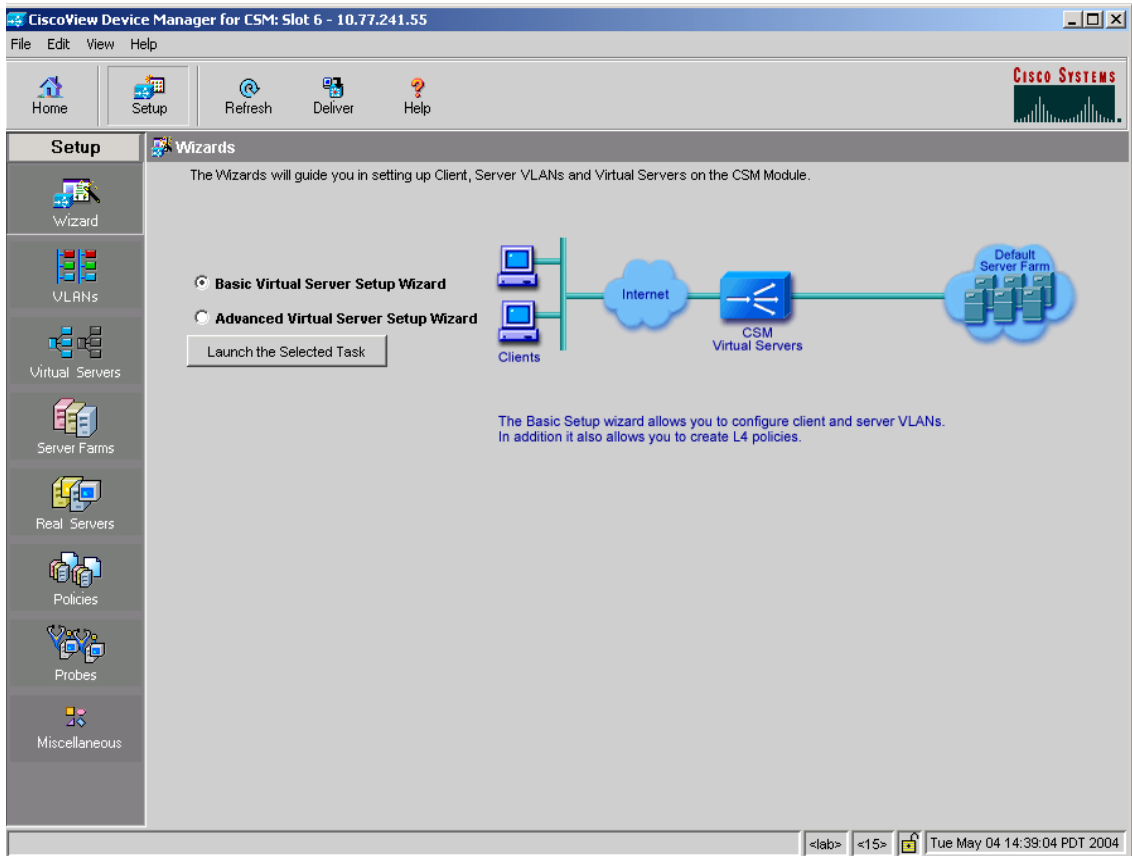 CiscoView Device Manager for CSM: Slot 6 - 10.77.241.55
File Edit View Help
Home
Setup
Refresh
Deliver
Help
CISCO SYSTEMS
Setup
Wizards
The Wizards will guide you in setting up Client, Server VLANs and Virtual Servers on the CSM Module.
Wizard
VLANs
Virtual Servers
Server Farms
Real Servers
Policies
Probes
Miscellaneous
Basic Virtual Server Setup Wizard
Advanced Virtual Server Setup Wizard
Launch the Selected Task
Clients
Internet
CSM
Virtual Servers
Default
Server Farm
The Basic Setup wizard allows you to configure client and server VLANs.
In addition it also allows you to create L4 policies.
<lab> <15> Tue May 04 14:39:04 PDT 2004